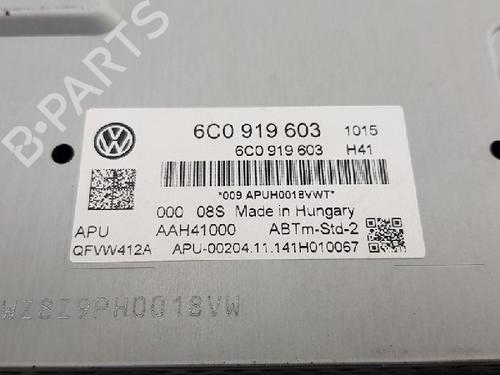 B-PARTS
6C0 919 603 1015
6C0 919 603 H41
*009 APUH0018VWT*
000 08S Made in Hungary
APU AAH41000 ABTm-Std-2
QFVW412A APU-00204.11.141H010067
WZ8Z9PH0018VW